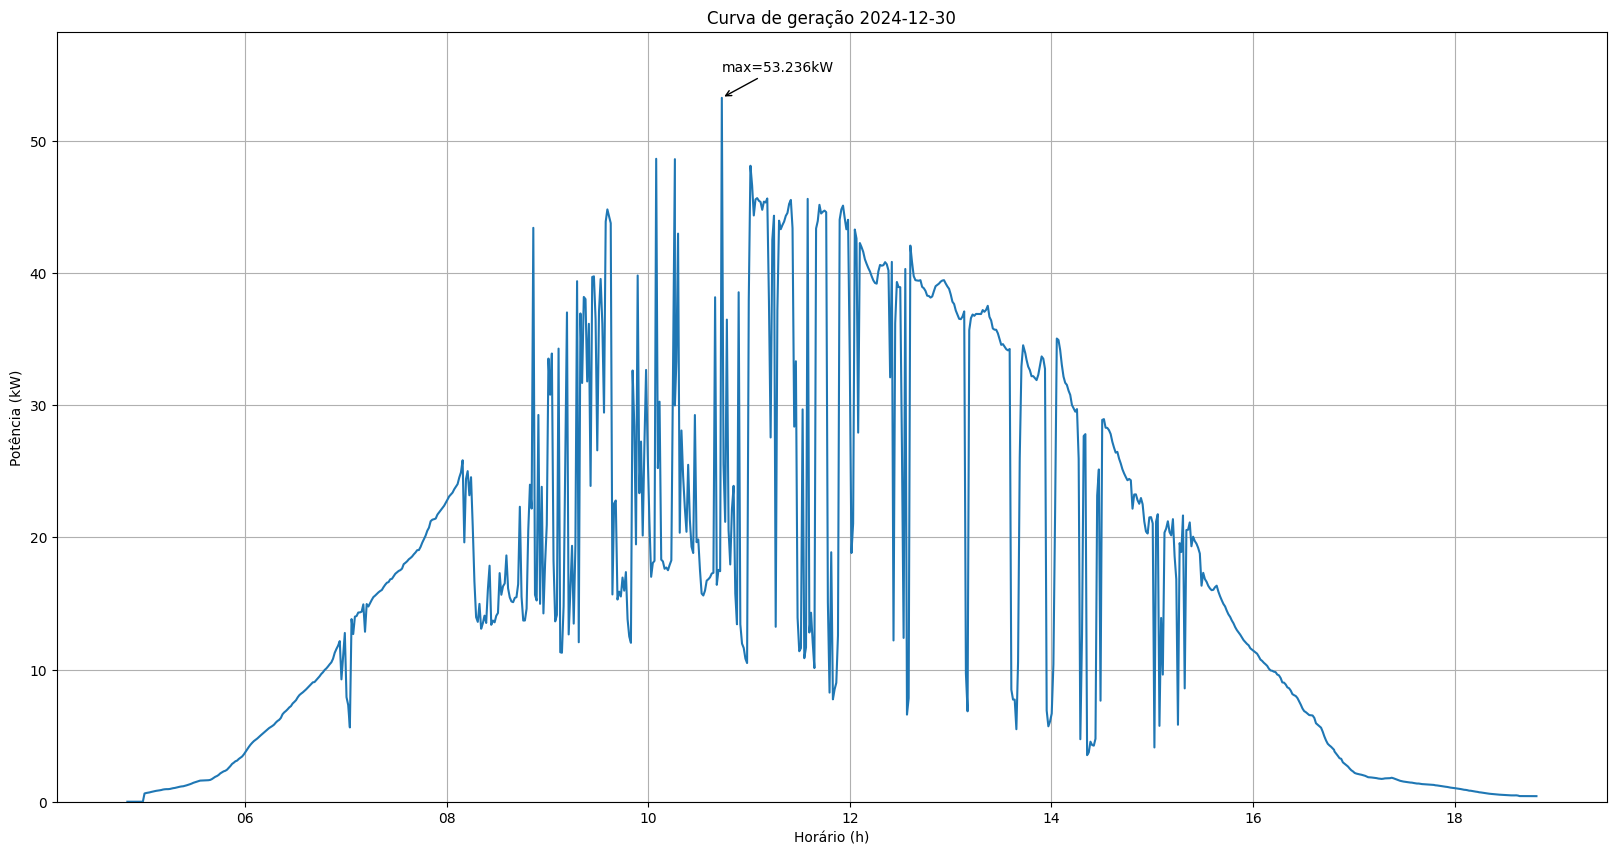 Curva de geração 2024-12-30
max=53.236kW
Potência (kW)
50
40
30
20
10
0
06 08 10 12 14 16 18
Horário (h)